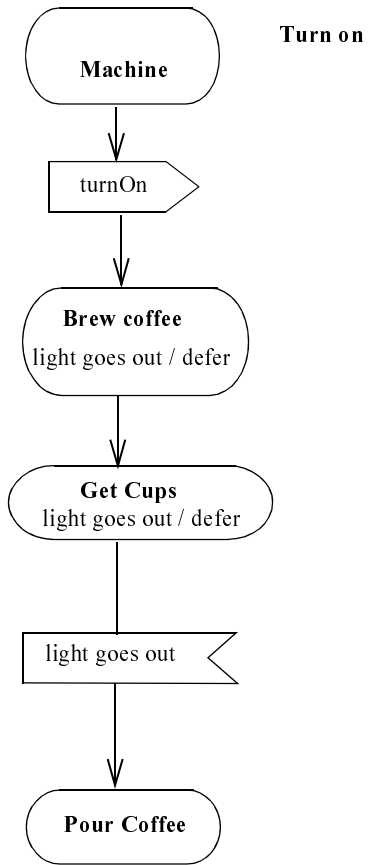 Turn on
Machine
turnOn
Brew coffee
light goes out / defer
Get Cups
light goes out / defer
light goes out
Pour Coffee